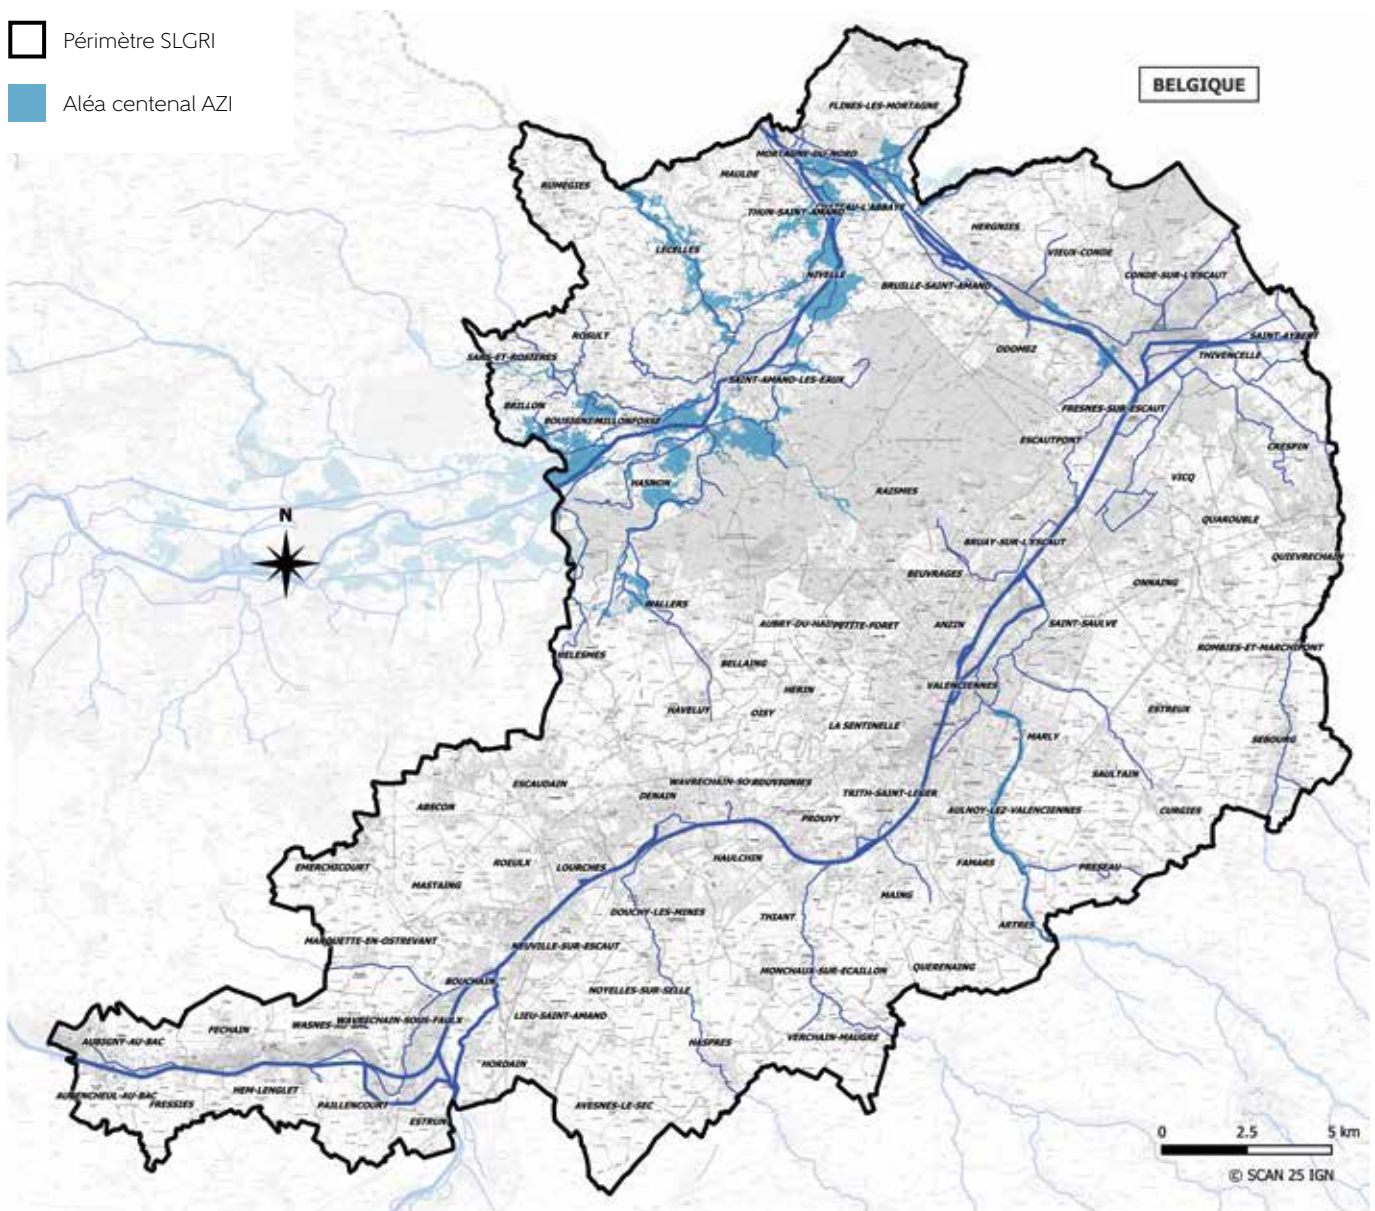 Périmètre SLGRI
Aléa centenal AZI
BELGIQUE
FLINES-LES-MORTAGNE
MORTAGNE-DU-NORD
MAULDE
RUMEGIES
THUN-SAINT-AMAND
CHATEAU-L'ABBAYE
HERGNIES
LECELLES
VIEUX-CONDE
NIVELLE
CONDE-SUR-L'ESCAUT
BRUILLE-SAINT-AMAND
ROSULT
SAINT-AYBERT
ODOMEZ
THIVENCELLE
SARS-ET-ROSIERES
SAINT-AMAND-LES-EAUX
BRILLON
FRESNES-SUR-ESCAUT
BOUSIGNIES
MILLONFOSSE
ESCAUTPONT
CRESPIN
VICQ
HASNON
RAISMES
N
QUAROUBLE
BRUAY-SUR-L'ESCAUT
QUIEVRECHAIN
BEUVRAGES
ONNAING
WALLERS
AUBRY-DU-HAI
PETITE-FORET
ANZIN
SAINT-SAULVE
HELESMES
ROMBIES-ET-MARCHIPONT
BELLAING
VALENCIENNES
HERIN
HAVELUY
OISY
ESTREUX
LA SENTINELLE
MARLY
SEBOURG
SAULTAIN
ESCAUDAIN
WAVRECHAIN-SO
ROUVIGNIES
DENAIN
TRITH-SAINT-LEGER
ABSCON
AULNOY-LEZ-VALENCIENNES
CURGIES
PROUVY
HAULCHIN
ROEULX
FAMARS
EMERCHICOURT
LOURCHES
PRESEAU
MASTAING
MAING
DOUCHY-LES-MINES
THIANT
ARTRES
MARQUETTE-EN-OSTREVANT
NEUVILLE-SUR-ESCAUT
QUERENAING
MONCHAUX-SUR-ECAILLON
BOUCHAIN
NOYELLES-SUR-SELLE
LIEU-SAINT-AMAND
WAVRECHAIN-SOUS-FAULX
WASNES-AU-BAC
FECHAIN
VERCHAIN-MAUGRE
AUBIGNY-AU-BAC
HASPRES
HORDAIN
HEM-LENGLET
AUBENCHEUL-AU-BAC
FRESSIES
PAILLENCOURT
AVESNES-LE-SEC
ESTRUN
0 2.5 5 km
© SCAN 25 IGN